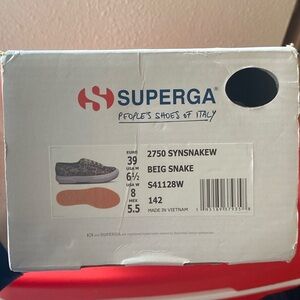 SUPERGA®
PEOPLE'S SHOES OF ITALY
EURO
39
USA M
6½
USA W
8
MEX
5.5
2750 SYNSNAKEW
BEIG SNAKE
S41128W
142
MADE IN VIETNAM